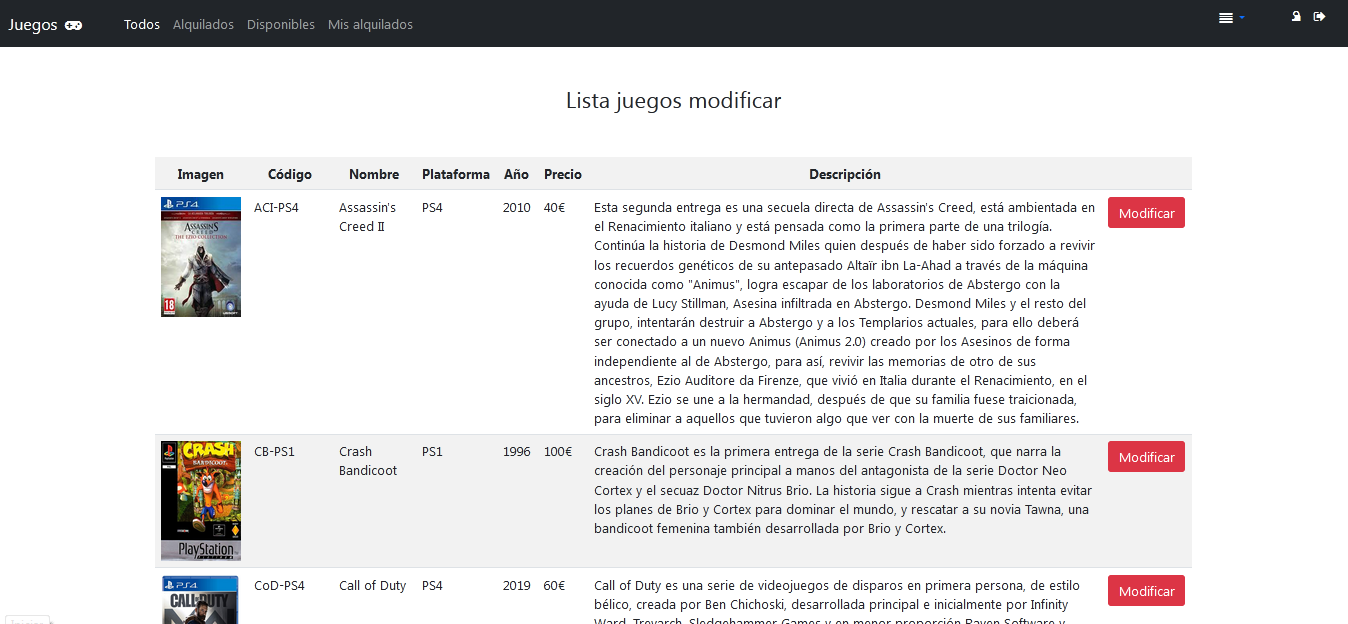 Juegos
Todos Alquilados Disponibles Mis alquilados
Lista juegos modificar
Imagen Código Nombre Plataforma Año Precio Descripción
PS4
ASSASSIN'S
CREED
THE EZIO COLLECTION
18
UBISOFT
ACI-PS4
Assassin's
Creed II
PS4
2010
40€
Esta segunda entrega es una secuela directa de Assassin's Creed, está ambientada en
el Renacimiento italiano y está pensada como la primera parte de una trilogía.
Continúa la historia de Desmond Miles quien después de haber sido forzado a revivir
los recuerdos genéticos de su antepasado Altaïr ibn La-Ahad a través de la máquina
conocida como "Animus", logra escapar de los laboratorios de Abstergo con la
ayuda de Lucy Stillman, Asesina infiltrada en Abstergo. Desmond Miles y el resto del
grupo, intentarán destruir a Abstergo y a los Templarios actuales, para ello deberá
ser conectado a un nuevo Animus (Animus 2.0) creado por los Asesinos de forma
independiente al de Abstergo, para así, revivir las memorias de otro de sus
ancestros, Ezio Auditore da Firenze, que vivió en Italia durante el Renacimiento, en el
siglo XV. Ezio se une a la hermandad, después de que su familia fuese traicionada,
para eliminar a aquellos que tuvieron algo que ver con la muerte de sus familiares.
Modificar
CRASH
BANDICOOT
PlayStation
PLATINUM
CB-PS1
Crash
Bandicoot
PS1
1996
100€
Crash Bandicoot es la primera entrega de la serie Crash Bandicoot, que narra la
creación del personaje principal a manos del antagonista de la serie Doctor Neo
Cortex y el secuaz Doctor Nitrus Brio. La historia sigue a Crash mientras intenta evitar
los planes de Brio y Cortex para dominar el mundo, y rescatar a su novia Tawna, una
bandicoot femenina también desarrollada por Brio y Cortex.
Modificar
PS4
CALL OF DUTY
CoD-PS4
Call of Duty
PS4
2019
60€
Call of Duty es una serie de videojuegos de disparos en primera persona, de estilo
bélico, creada por Ben Chichoski, desarrollada principal e inicialmente por Infinity
Ward, Treyarch, Sledgehammer Games y en menor proporción Raven Software y
Modificar